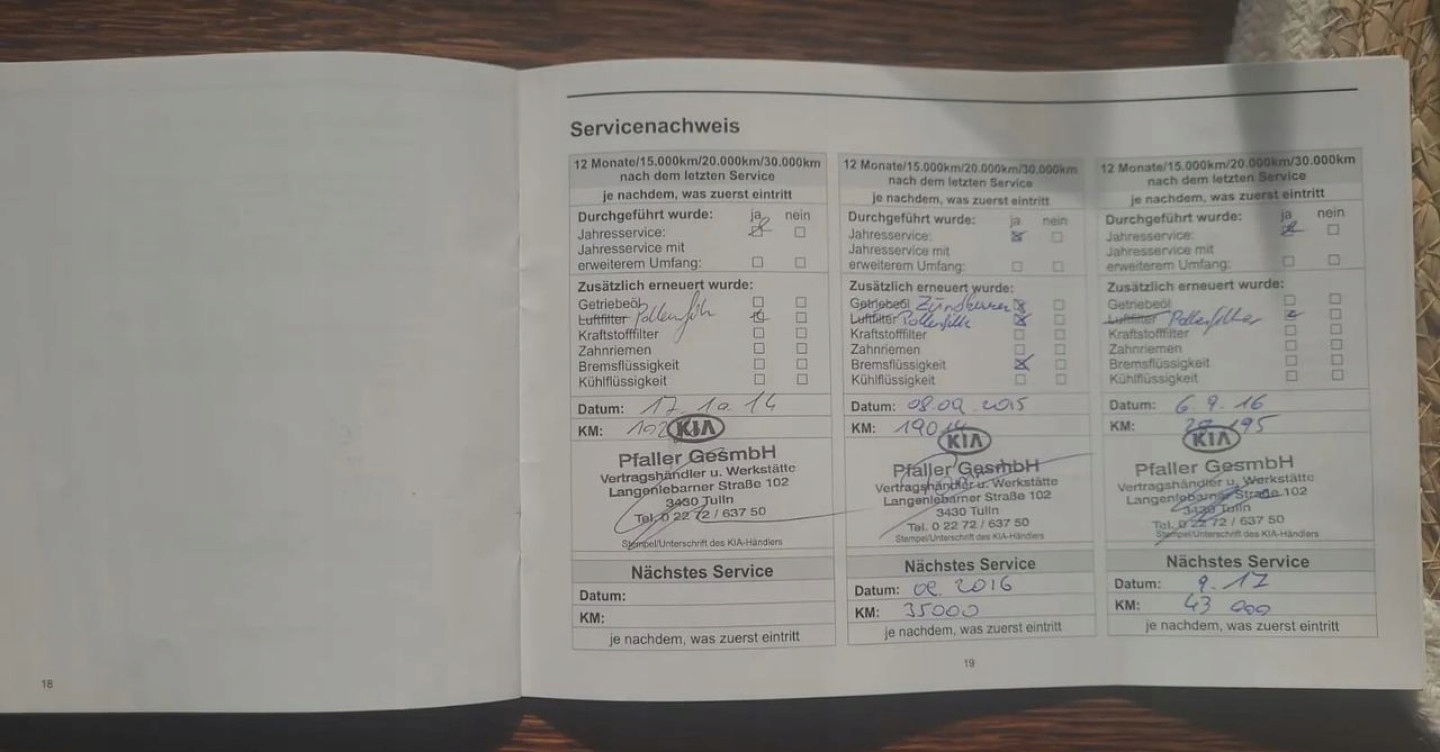 Servicenachweis
12 Monate/15.000km/20.000km/30.000km
nach dem letzten Service
je nachdem, was zuerst eintritt
Durchgeführt wurde: ja nein
Jahresservice:
Jahresservice mit
erweiterem Umfang:
Zusätzlich erneuert wurde:
Getriebeöl
Luftfilter Pollenfilt
Kraftstofffilter
Zahnriemen
Bremsflüssigkeit
Kühlflüssigkeit
Datum: 17.10.14
KM:
KIA
Pfaller GesmbH
Vertragshändler u. Werkstätte
Langenlebarner Straße 102
3430 Tulln
Tel. 0 22 72 / 637 50
Stempel/Unterschrift des KIA-Händlers
Nächstes Service
Datum:
KM:
je nachdem, was zuerst eintritt
12 Monate/15.000km/20.000km/30.000km
nach dem letzten Service
je nachdem, was zuerst eintritt
Durchgeführt wurde: ja nein
Jahresservice:
Jahresservice mit
erweiterem Umfang:
Zusätzlich erneuert wurde:
Getriebeöl Zündkerzen
Luftfilter Pollenfilter
Kraftstofffilter
Zahnriemen
Bremsflüssigkeit
Kühlflüssigkeit
Datum: 08.09.2015
KM:
KIA
Pfaller GesmbH
Vertragshändler u. Werkstätte
Langenlebarner Straße 102
3430 Tulln
Tel. 0 22 72 / 637 50
Stempel/Unterschrift des KIA-Händlers
Nächstes Service
Datum: 2016
KM: 35000
je nachdem, was zuerst eintritt
12 Monate/15.000km/20.000km/30.000km
nach dem letzten Service
je nachdem, was zuerst eintritt
Durchgeführt wurde: ja nein
Jahresservice:
Jahresservice mit
erweiterem Umfang:
Zusätzlich erneuert wurde:
Getriebeöl
Luftfilter Pollenfilter
Kraftstofffilter
Zahnriemen
Bremsflüssigkeit
Kühlflüssigkeit
Datum: 6.9.16
KM:
KIA
Pfaller GesmbH
Vertragshändler u. Werkstätte
Langenlebarner Straße 102
3430 Tulln
Tel. 0 22 72 / 637 50
Stempel/Unterschrift des KIA-Händlers
Nächstes Service
Datum: 9.17
KM: 43 000
je nachdem, was zuerst eintritt
18
19